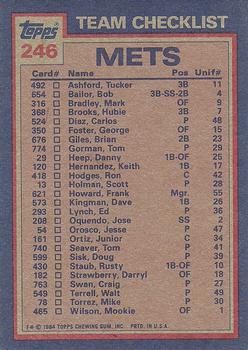 Topps TEAM CHECKLIST
246
METS
Card# Name Pos Unif#
492 Ashford, Tucker 3B 11
654 Bailor, Bob 3B-SS-2B 4
316 Bradley, Mark OF 9
368 Brooks, Hubie 3B 7
524 Diaz, Carlos P 48
350 Foster, George OF 15
676 Giles, Brian 2B 23
774 Gorman, Tom P 29
29 Heep, Danny 1B-OF 25
120 Hernandez, Keith 1B 17
418 Hodges, Ron C 42
13 Holman, Scott P 28
621 Howard, Frank Mgr. 55
573 Kingman, Dave 1B 26
293 Lynch, Ed P 36
208 Oquendo, Jose SS 2
54 Orosco, Jesse P 47
161 Ortiz, Junior C 34
740 Seaver, Tom P 41
599 Sisk, Doug P 39
430 Staub, Rusty 1B-OF 10
182 Strawberry, Darryl OF 18
763 Swan, Craig P 27
549 Terrell, Walt P 49
78 Torrez, Mike P 30
465 Wilson, Mookie OF 1
© 1984 TOPPS CHEWING GUM, INC. PRTD. IN U.S.A.